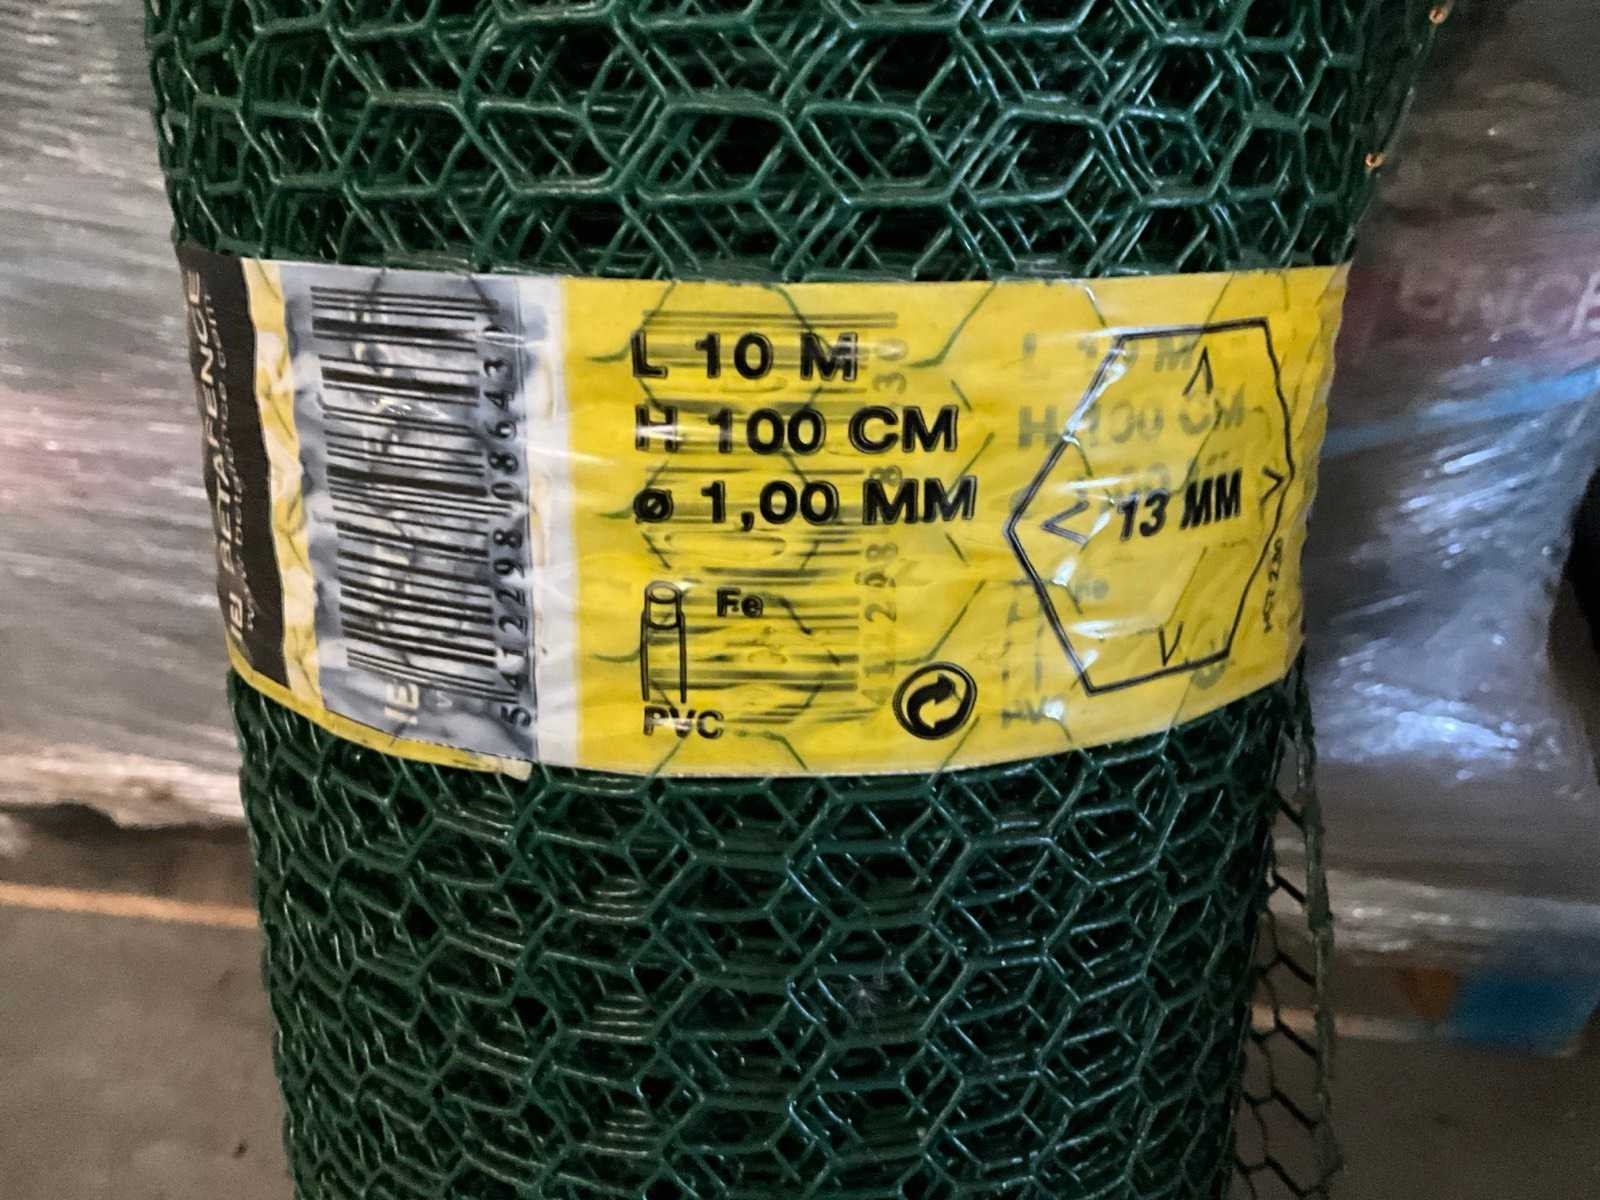 BETAFENCE
5 412298 086430
L 10 M
H 100 CM
ø 1,00 MM
Fe
PVC
13 MM